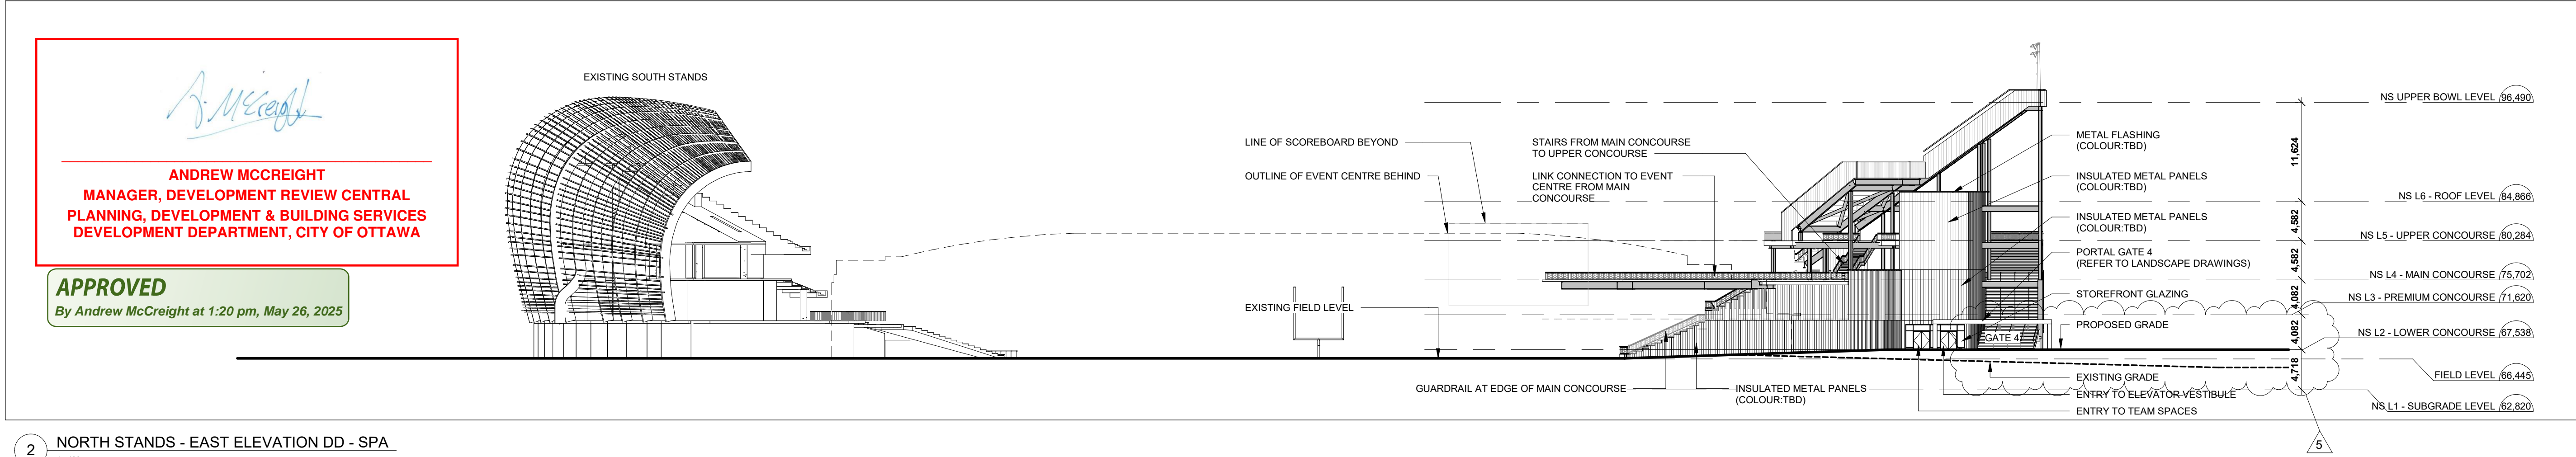 A. McCreight
ANDREW MCCREIGHT
MANAGER, DEVELOPMENT REVIEW CENTRAL
PLANNING, DEVELOPMENT & BUILDING SERVICES
DEVELOPMENT DEPARTMENT, CITY OF OTTAWA
APPROVED
By Andrew McCreight at 1:20 pm, May 26, 2025
EXISTING SOUTH STANDS
LINE OF SCOREBOARD BEYOND
OUTLINE OF EVENT CENTRE BEHIND
EXISTING FIELD LEVEL
STAIRS FROM MAIN CONCOURSE
TO UPPER CONCOURSE
LINK CONNECTION TO EVENT
CENTRE FROM MAIN
CONCOURSE
GUARDRAIL AT EDGE OF MAIN CONCOURSE
INSULATED METAL PANELS
(COLOUR:TBD)
METAL FLASHING
(COLOUR:TBD)
INSULATED METAL PANELS
(COLOUR:TBD)
INSULATED METAL PANELS
(COLOUR:TBD)
PORTAL GATE 4
(REFER TO LANDSCAPE DRAWINGS)
STOREFRONT GLAZING
PROPOSED GRADE
GATE 4
EXISTING GRADE
ENTRY TO ELEVATOR VESTIBULE
ENTRY TO TEAM SPACES
11,624
4,582
4,582
4,082
4,082
4,718
NS UPPER BOWL LEVEL 96,490
NS L6 - ROOF LEVEL 84,866
NS L5 - UPPER CONCOURSE 80,284
NS L4 - MAIN CONCOURSE 75,702
NS L3 - PREMIUM CONCOURSE 71,620
NS L2 - LOWER CONCOURSE 67,538
FIELD LEVEL 66,445
NS L1 - SUBGRADE LEVEL 62,820
5
2 NORTH STANDS - EAST ELEVATION DD - SPA